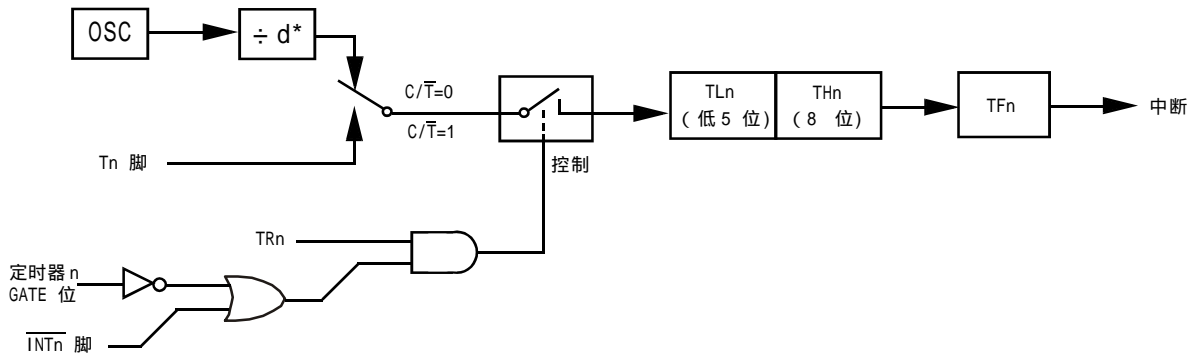 OSC
÷ d*
C/T̅=0
C/T̅=1
TLn
(低5 位)
THn
(8 位)
TFn
中断
Tn 脚
控制
TRn
定时器n
GATE 位
I̅N̅T̅n̅ 脚